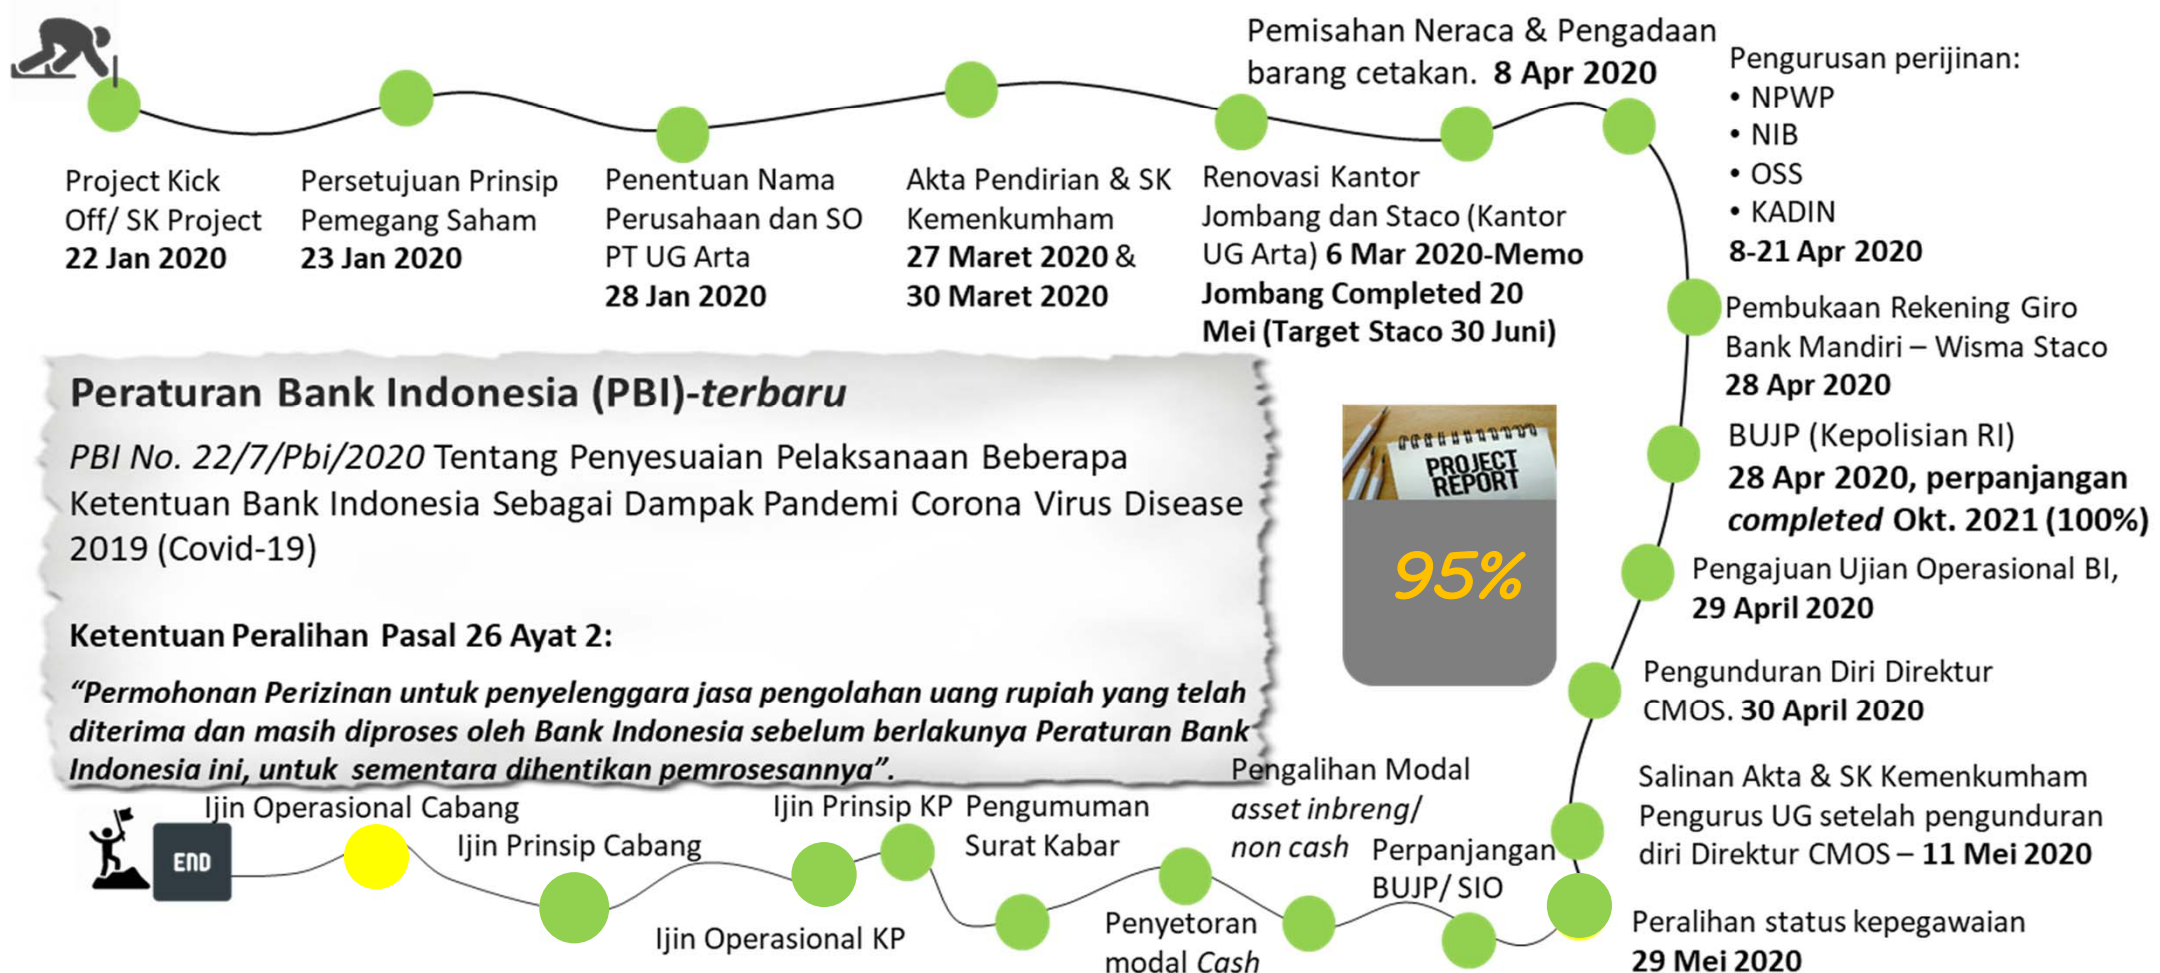 Project Kick
Off/ SK Project
22 Jan 2020
Persetujuan Prinsip
Pemegang Saham
23 Jan 2020
Penentuan Nama
Perusahaan dan SO
PT UG Arta
28 Jan 2020
Akta Pendirian & SK
Kemenkumham
27 Maret 2020 &
30 Maret 2020
Renovasi Kantor
Jombang dan Staco (Kantor
UG Arta) 6 Mar 2020-Memo
Jombang Completed 20
Mei (Target Staco 30 Juni)
Pemisahan Neraca & Pengadaan
barang cetakan. 8 Apr 2020
Pengurusan perijinan:
• NPWP
• NIB
• OSS
• KADIN
8-21 Apr 2020
Pembukaan Rekening Giro
Bank Mandiri – Wisma Staco
28 Apr 2020
BUJP (Kepolisian RI)
28 Apr 2020, perpanjangan
completed Okt. 2021 (100%)
Pengajuan Ujian Operasional BI,
29 April 2020
Pengunduran Diri Direktur
CMOS. 30 April 2020
Salinan Akta & SK Kemenkumham
Pengurus UG setelah pengunduran
diri Direktur CMOS – 11 Mei 2020
Peralihan status kepegawaian
29 Mei 2020
Peraturan Bank Indonesia (PBI)-terbaru
PBI No. 22/7/Pbi/2020 Tentang Penyesuaian Pelaksanaan Beberapa
Ketentuan Bank Indonesia Sebagai Dampak Pandemi Corona Virus Disease
2019 (Covid-19)
Ketentuan Peralihan Pasal 26 Ayat 2:
“Permohonan Perizinan untuk penyelenggara jasa pengolahan uang rupiah yang telah
diterima dan masih diproses oleh Bank Indonesia sebelum berlakunya Peraturan Bank
Indonesia ini, untuk sementara dihentikan pemrosesannya”.
PROJECT
REPORT
95%
Perpanjangan
BUJP/ SIO
Pengalihan Modal
asset inbreng/
non cash
Penyetoran
modal Cash
Pengumuman
Surat Kabar
Ijin Prinsip KP
Ijin Operasional KP
Ijin Prinsip Cabang
Ijin Operasional Cabang
END